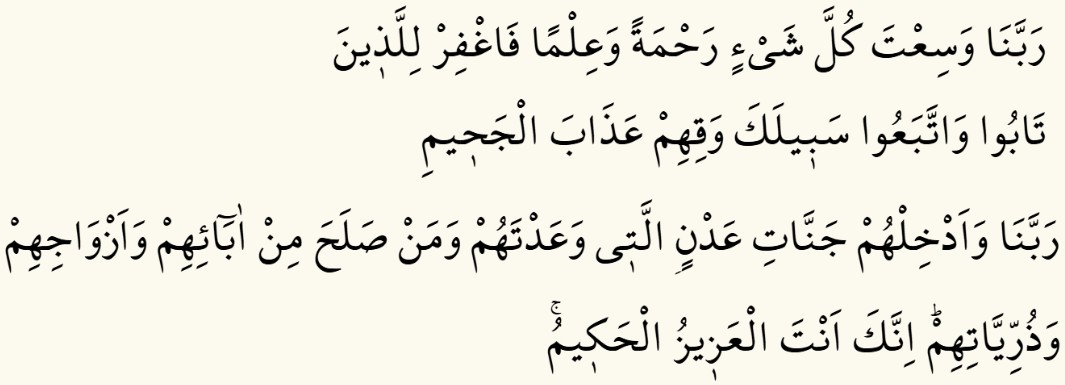 رَبَّنَا وَسِعْتَ كُلَّ شَىْءٍ رَحْمَةً وَعِلْمًا فَاغْفِرْ لِلَّذ۪ينَ
تَابُوا وَاتَّبَعُوا سَب۪يلَكَ وَقِهِمْ عَذَابَ الْجَح۪يمِ
رَبَّنَا وَاَدْخِلْهُمْ جَنَّاتِ عَدْنٍۨ الَّت۪ى وَعَدْتَهُمْ وَمَنْ صَلَحَ مِنْ اٰبَٓائِهِمْ وَاَزْوَاجِهِمْ
وَذُرِّيَّاتِهِمْؕ اِنَّكَ اَنْتَ الْعَز۪يزُ الْحَك۪يمُۚ